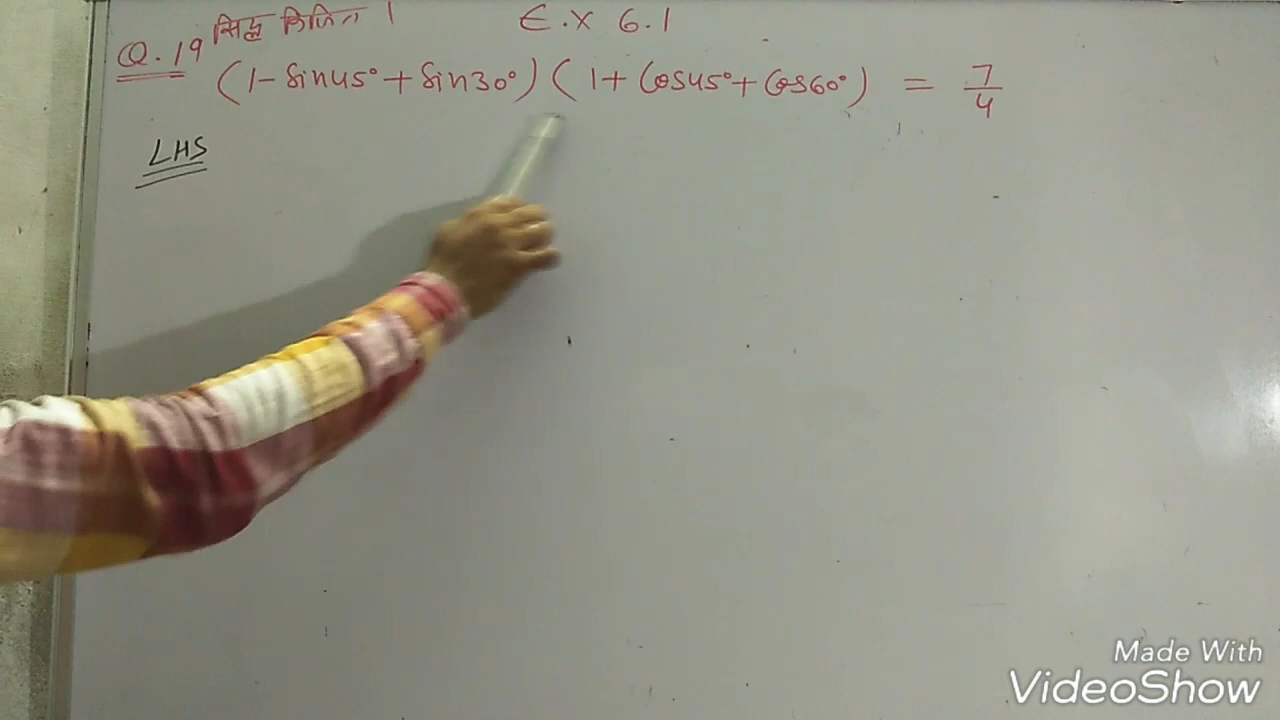 Q. 19 सिद्ध कीजिए । E.X 6.1
(1 - Sin45° + Sin30°) (1 + Cos45° + Cos60°) = 7/4
LHS
Made With
VideoShow